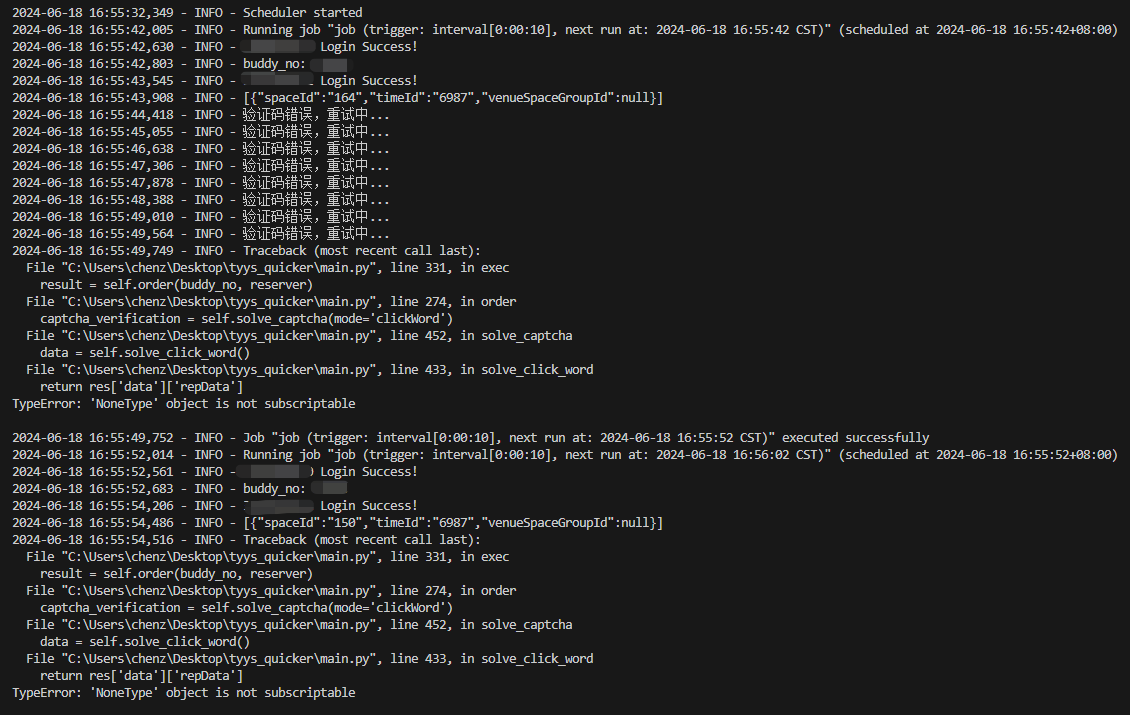 2024-06-18 16:55:32,349 - INFO - Scheduler started
2024-06-18 16:55:42,005 - INFO - Running job "job (trigger: interval[0:00:10], next run at: 2024-06-18 16:55:42 CST)" (scheduled at 2024-06-18 16:55:42+08:00)
2024-06-18 16:55:42,630 - INFO - Login Success!
2024-06-18 16:55:42,803 - INFO - buddy_no:
2024-06-18 16:55:43,545 - INFO - Login Success!
2024-06-18 16:55:43,908 - INFO - [{"spaceId":"164","timeId":"6987","venueSpaceGroupId":null}]
2024-06-18 16:55:44,418 - INFO - 验证码错误，重试中...
2024-06-18 16:55:45,055 - INFO - 验证码错误，重试中...
2024-06-18 16:55:46,638 - INFO - 验证码错误，重试中...
2024-06-18 16:55:47,306 - INFO - 验证码错误，重试中...
2024-06-18 16:55:47,878 - INFO - 验证码错误，重试中...
2024-06-18 16:55:48,388 - INFO - 验证码错误，重试中...
2024-06-18 16:55:49,010 - INFO - 验证码错误，重试中...
2024-06-18 16:55:49,564 - INFO - 验证码错误，重试中...
2024-06-18 16:55:49,749 - INFO - Traceback (most recent call last):
  File "C:\Users\chenz\Desktop\tyys_quicker\main.py", line 331, in exec
    result = self.order(buddy_no, reserver)
  File "C:\Users\chenz\Desktop\tyys_quicker\main.py", line 274, in order
    captcha_verification = self.solve_captcha(mode='clickWord')
  File "C:\Users\chenz\Desktop\tyys_quicker\main.py", line 452, in solve_captcha
    data = self.solve_click_word()
  File "C:\Users\chenz\Desktop\tyys_quicker\main.py", line 433, in solve_click_word
    return res['data']['repData']
TypeError: 'NoneType' object is not subscriptable
2024-06-18 16:55:49,752 - INFO - Job "job (trigger: interval[0:00:10], next run at: 2024-06-18 16:55:52 CST)" executed successfully
2024-06-18 16:55:52,014 - INFO - Running job "job (trigger: interval[0:00:10], next run at: 2024-06-18 16:56:02 CST)" (scheduled at 2024-06-18 16:55:52+08:00)
2024-06-18 16:55:52,561 - INFO - Login Success!
2024-06-18 16:55:52,683 - INFO - buddy_no:
2024-06-18 16:55:54,206 - INFO - Login Success!
2024-06-18 16:55:54,486 - INFO - [{"spaceId":"150","timeId":"6987","venueSpaceGroupId":null}]
2024-06-18 16:55:54,516 - INFO - Traceback (most recent call last):
  File "C:\Users\chenz\Desktop\tyys_quicker\main.py", line 331, in exec
    result = self.order(buddy_no, reserver)
  File "C:\Users\chenz\Desktop\tyys_quicker\main.py", line 274, in order
    captcha_verification = self.solve_captcha(mode='clickWord')
  File "C:\Users\chenz\Desktop\tyys_quicker\main.py", line 452, in solve_captcha
    data = self.solve_click_word()
  File "C:\Users\chenz\Desktop\tyys_quicker\main.py", line 433, in solve_click_word
    return res['data']['repData']
TypeError: 'NoneType' object is not subscriptable